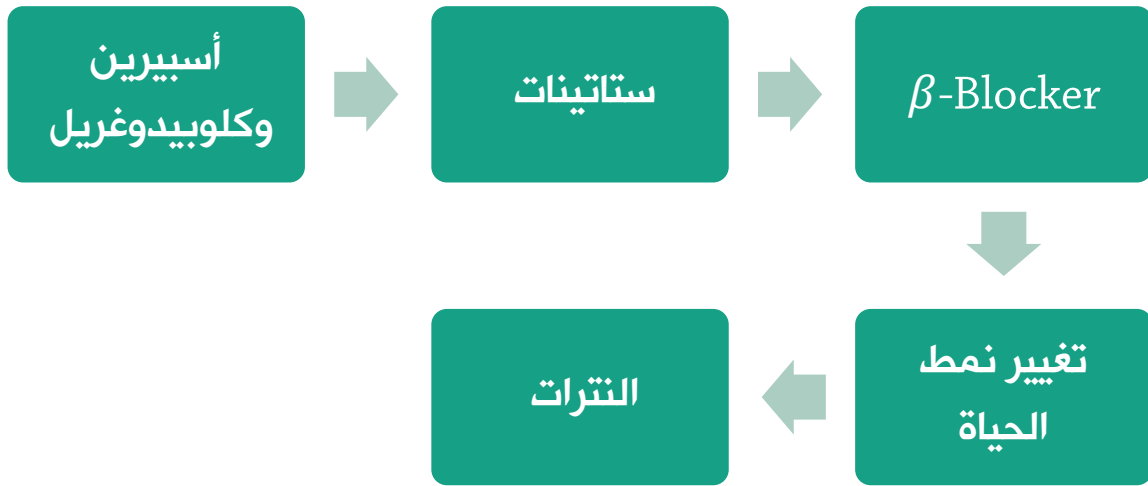 أسبيرين
وكلوبيدوغريل
ستاتينات
β-Blocker
تغيير نمط
الحياة
النترات